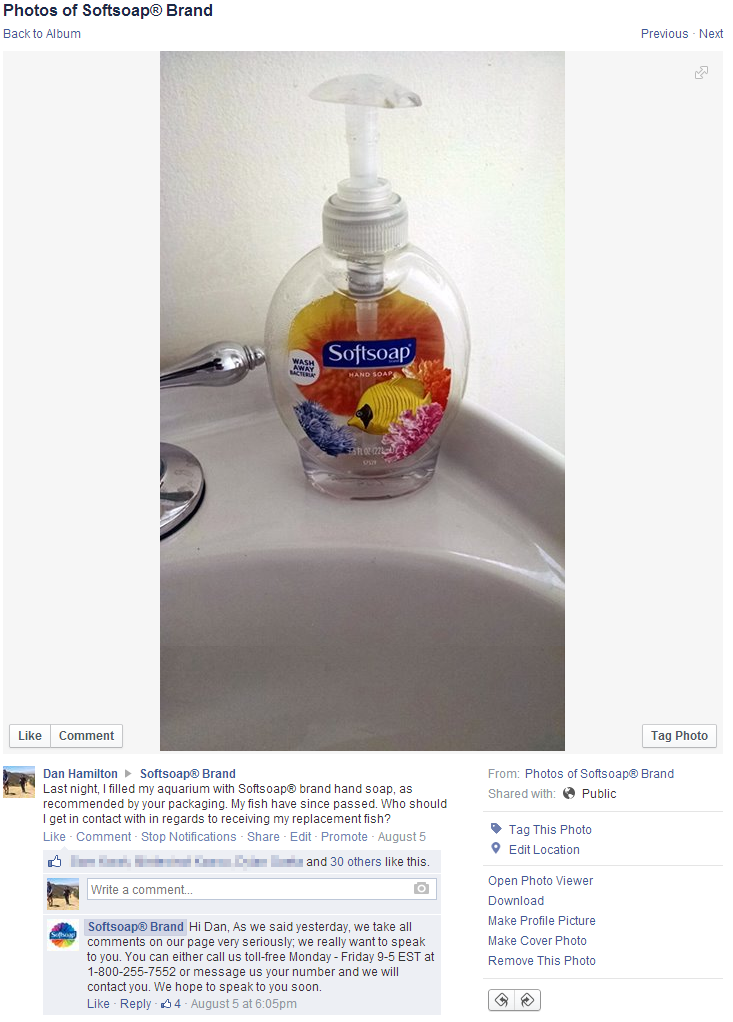 Photos of Softsoap® Brand
Back to Album
Previous · Next
Softsoap
HAND SOAP
WASH
AWAY
BACTERIA*
Like
Comment
Tag Photo
Dan Hamilton ▶ Softsoap® Brand
Last night, I filled my aquarium with Softsoap® brand hand soap, as
recommended by your packaging. My fish have since passed. Who should
I get in contact with in regards to receiving my replacement fish?
Like · Comment · Stop Notifications · Share · Edit · Promote · August 5
and 30 others like this.
Write a comment...
Softsoap
Softsoap® Brand Hi Dan, As we said yesterday, we take all
comments on our page very seriously; we really want to speak
to you. You can either call us toll-free Monday - Friday 9-5 EST at
1-800-255-7552 or message us your number and we will
contact you. We hope to speak to you soon.
Like · Reply · 4 · August 5 at 6:05pm
From: Photos of Softsoap® Brand
Shared with: Public
Tag This Photo
Edit Location
Open Photo Viewer
Download
Make Profile Picture
Make Cover Photo
Remove This Photo